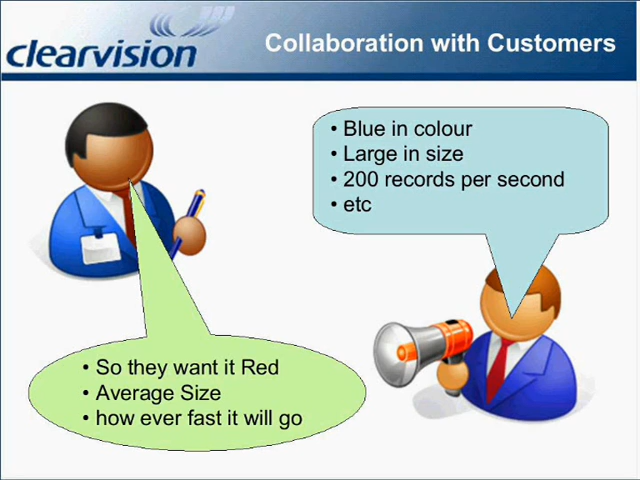 clearvision
Collaboration with Customers
• Blue in colour
• Large in size
• 200 records per second
• etc
• So they want it Red
• Average Size
• how ever fast it will go